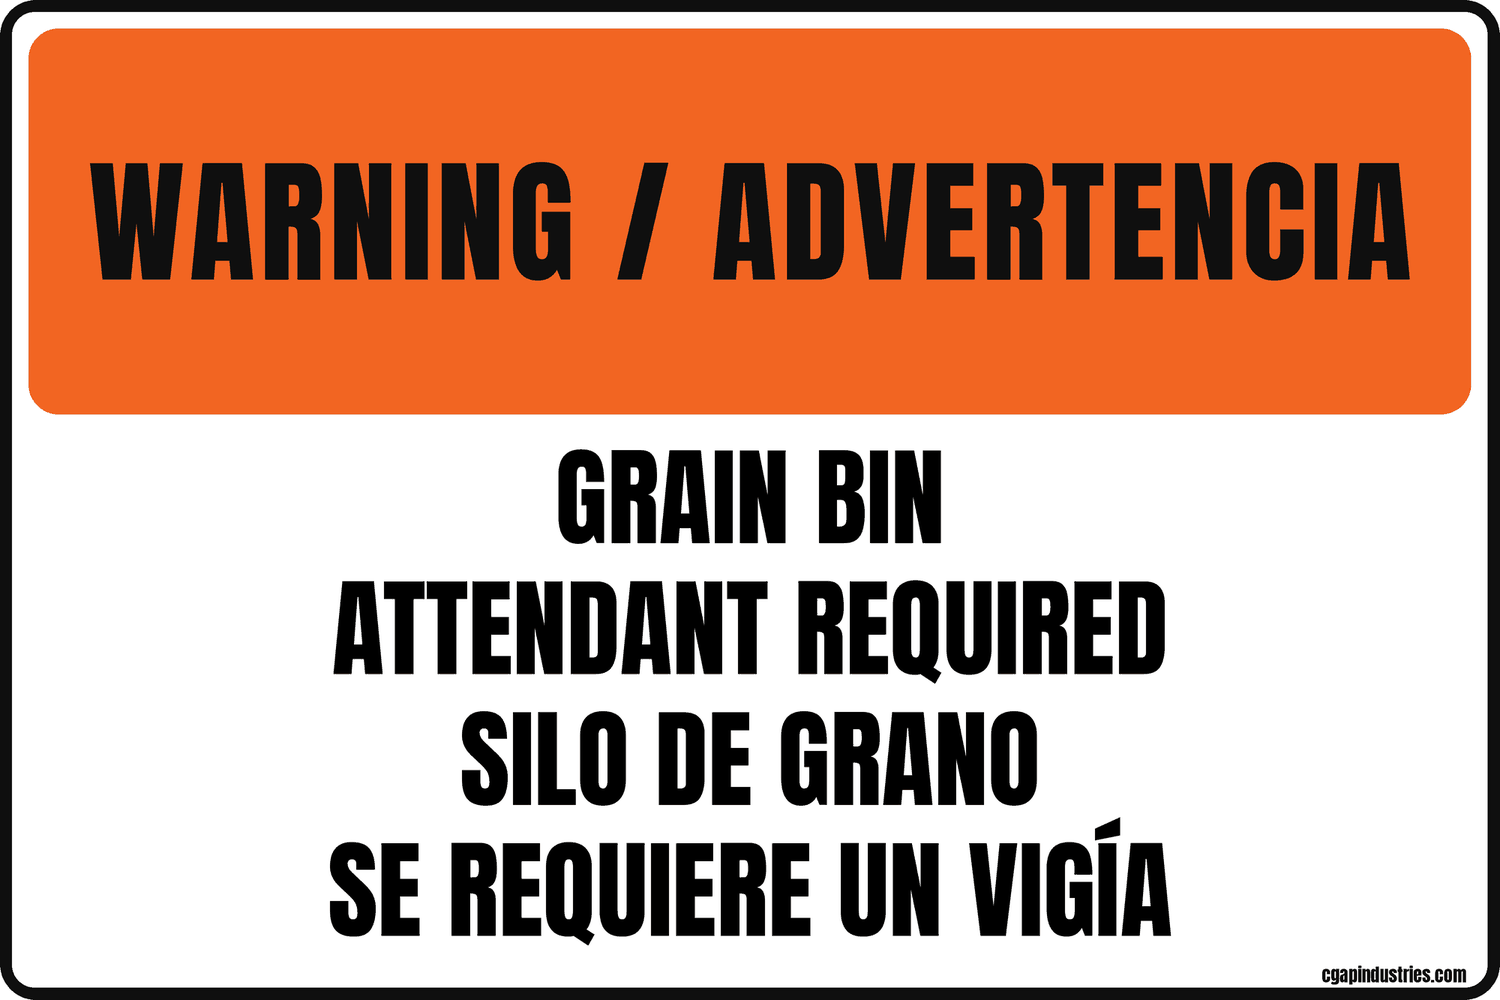 WARNING / ADVERTENCIA
GRAIN BIN
ATTENDANT REQUIRED
SILO DE GRANO
SE REQUIERE UN VIGÍA
cgapindustries.com